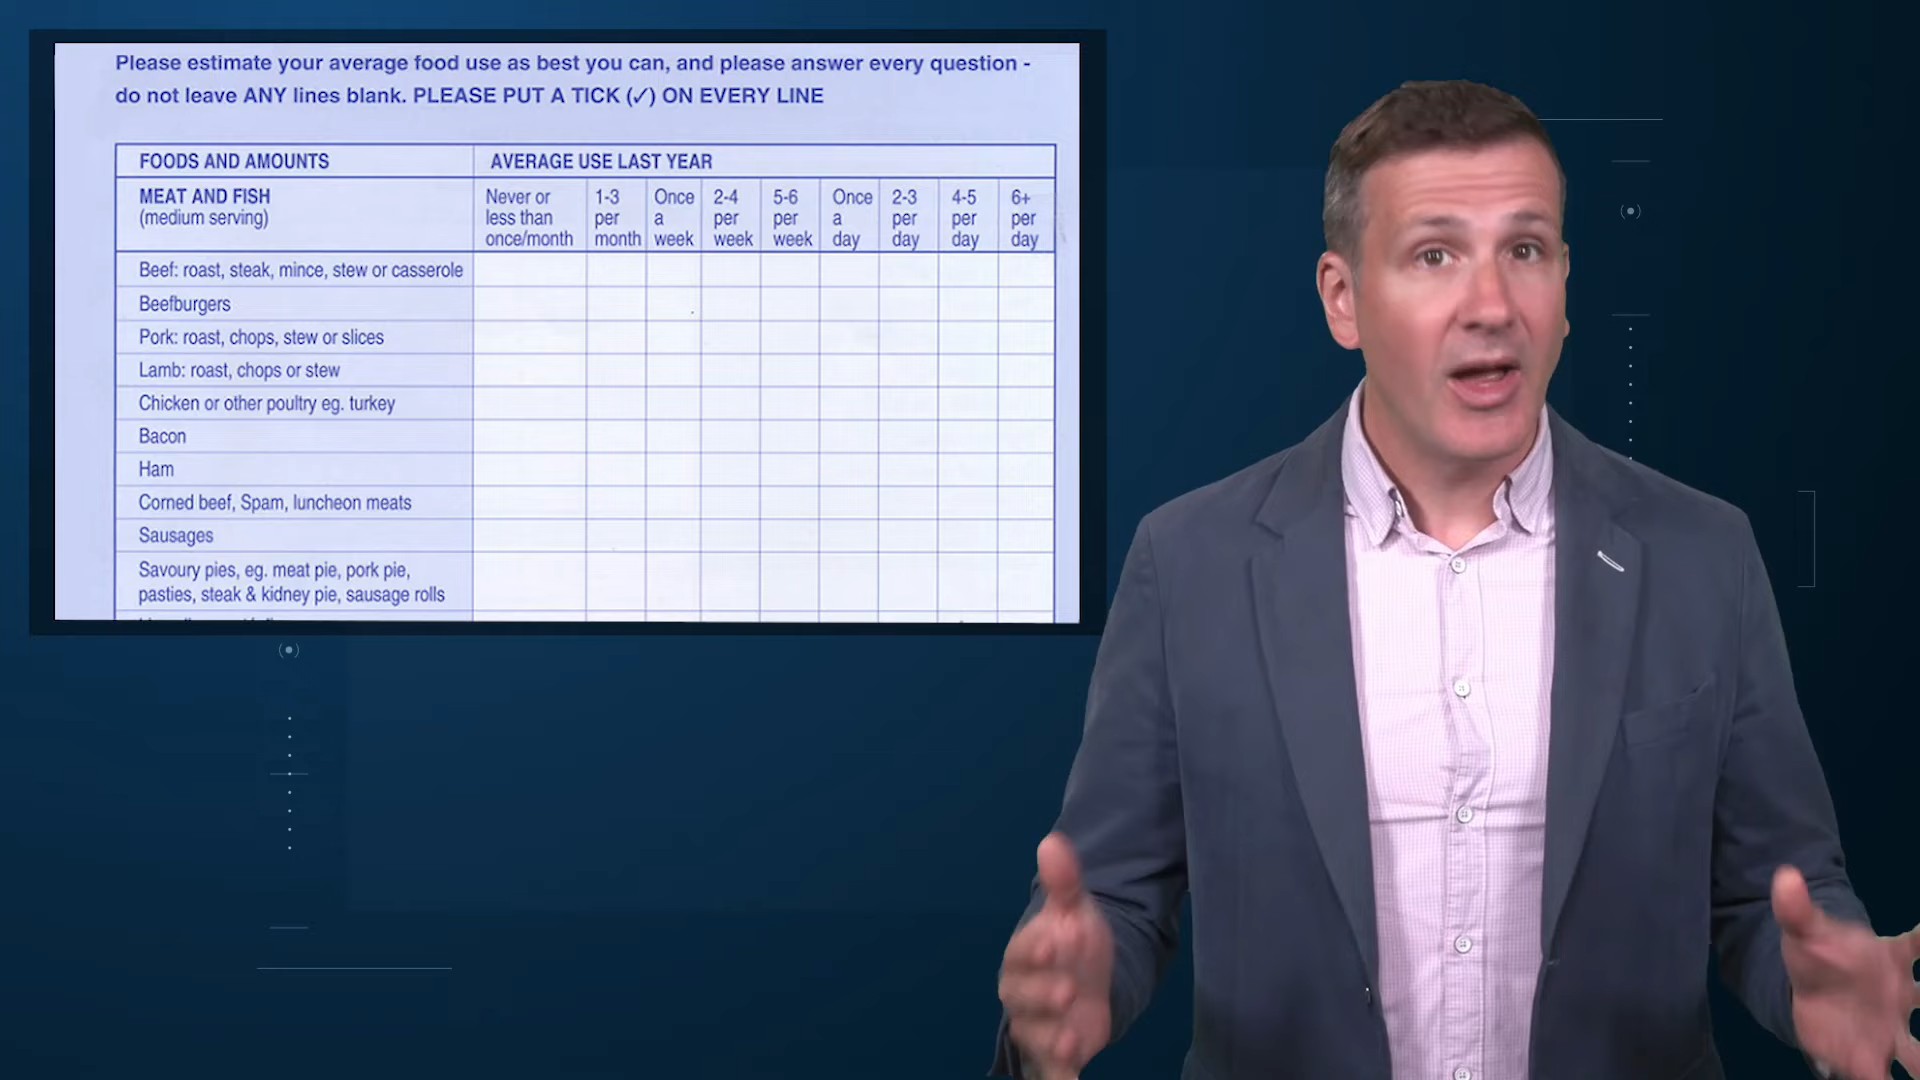 Please estimate your average food use as best you can, and please answer every question -
do not leave ANY lines blank. PLEASE PUT A TICK (✓) ON EVERY LINE
FOODS AND AMOUNTS AVERAGE USE LAST YEAR
MEAT AND FISH
(medium serving)
Never or
less than
once/month
1-3
per
month
Once
a
week
2-4
per
week
5-6
per
week
Once
a
day
2-3
per
day
4-5
per
day
6+
per
day
Beef: roast, steak, mince, stew or casserole
Beefburgers
Pork: roast, chops, stew or slices
Lamb: roast, chops or stew
Chicken or other poultry eg. turkey
Bacon
Ham
Corned beef, Spam, luncheon meats
Sausages
Savoury pies, eg. meat pie, pork pie,
pasties, steak & kidney pie, sausage rolls